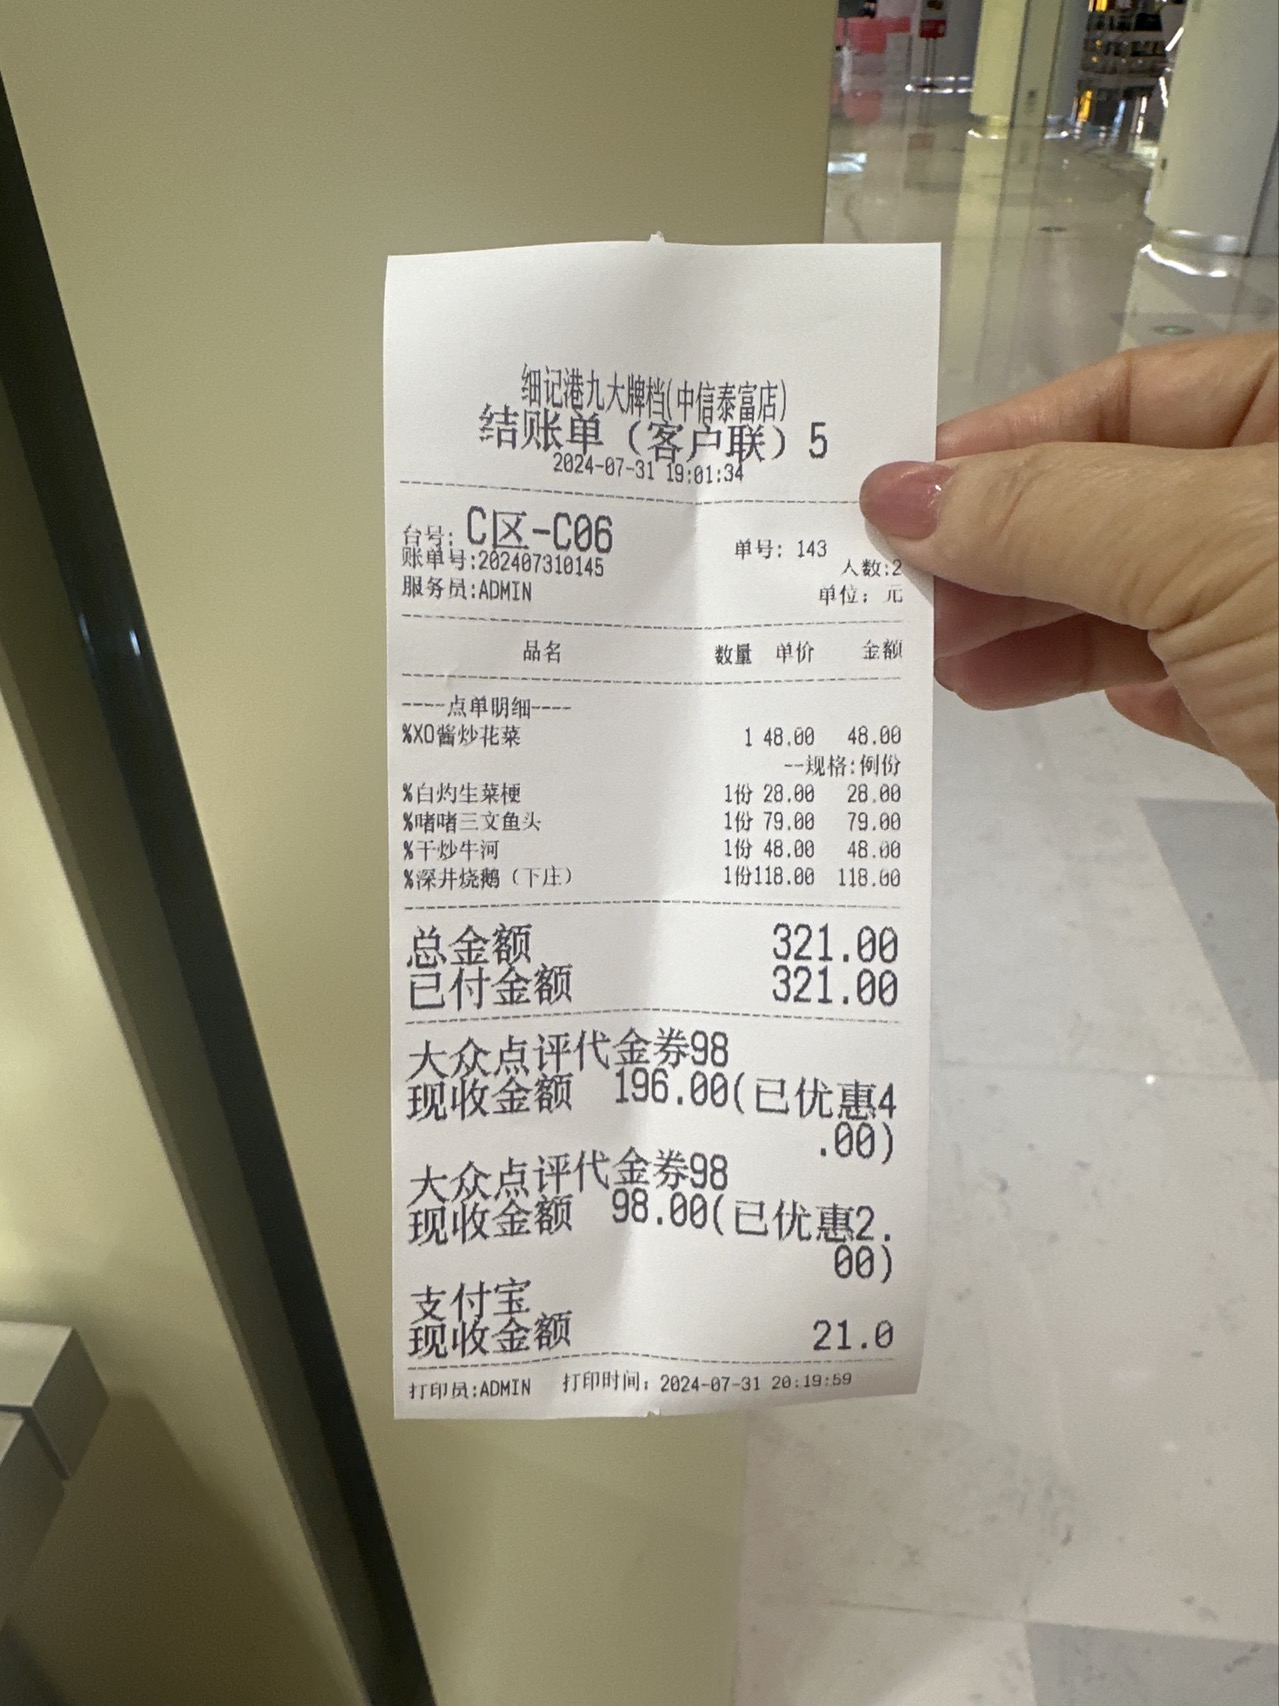 细记港九大牌档(中信泰富店)
结账单（客户联）5
2024-07-31 19:01:34
台号: C区-C06 单号: 143
账单号:202407310145 人数:2
服务员:ADMIN 单位: 元
品名 数量 单价 金额
----点单明细----
%XO酱炒花菜 1 48.00 48.00
--规格:例份
%白灼生菜梗 1份 28.00 28.00
%啫啫三文鱼头 1份 79.00 79.00
%干炒牛河 1份 48.00 48.00
%深井烧鹅（下庄） 1份118.00 118.00
总金额 321.00
已付金额 321.00
大众点评代金券98
现收金额 196.00(已优惠4
.00)
大众点评代金券98
现收金额 98.00(已优惠2.
00)
支付宝
现收金额 21.0
打印员:ADMIN 打印时间: 2024-07-31 20:19:59